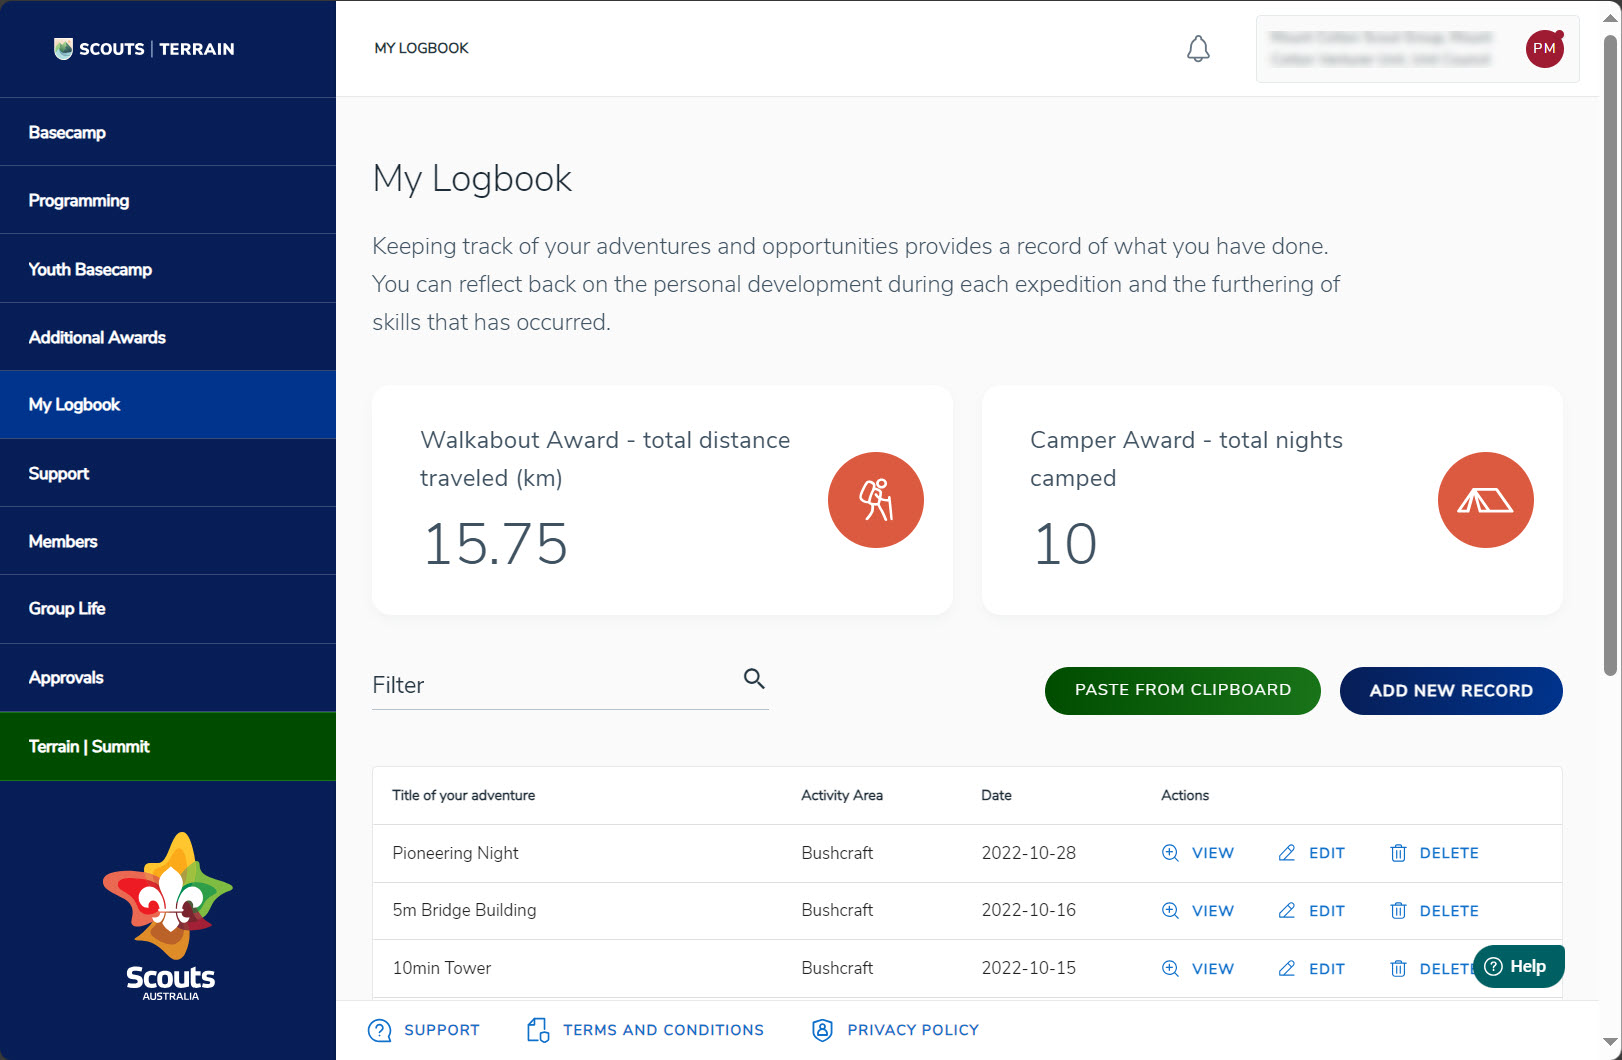 SCOUTS | TERRAIN
Basecamp
Programming
Youth Basecamp
Additional Awards
My Logbook
Support
Members
Group Life
Approvals
Terrain | Summit
Scouts
AUSTRALIA
MY LOGBOOK
PM
My Logbook
Keeping track of your adventures and opportunities provides a record of what you have done.
You can reflect back on the personal development during each expedition and the furthering of
skills that has occurred.
Walkabout Award - total distance
traveled (km)
15.75
Camper Award - total nights
camped
10
Filter
PASTE FROM CLIPBOARD
ADD NEW RECORD
Title of your adventure Activity Area Date Actions
Pioneering Night Bushcraft 2022-10-28 VIEW EDIT DELETE
5m Bridge Building Bushcraft 2022-10-16 VIEW EDIT DELETE
10min Tower Bushcraft 2022-10-15 VIEW EDIT DELETE
Help
SUPPORT TERMS AND CONDITIONS PRIVACY POLICY